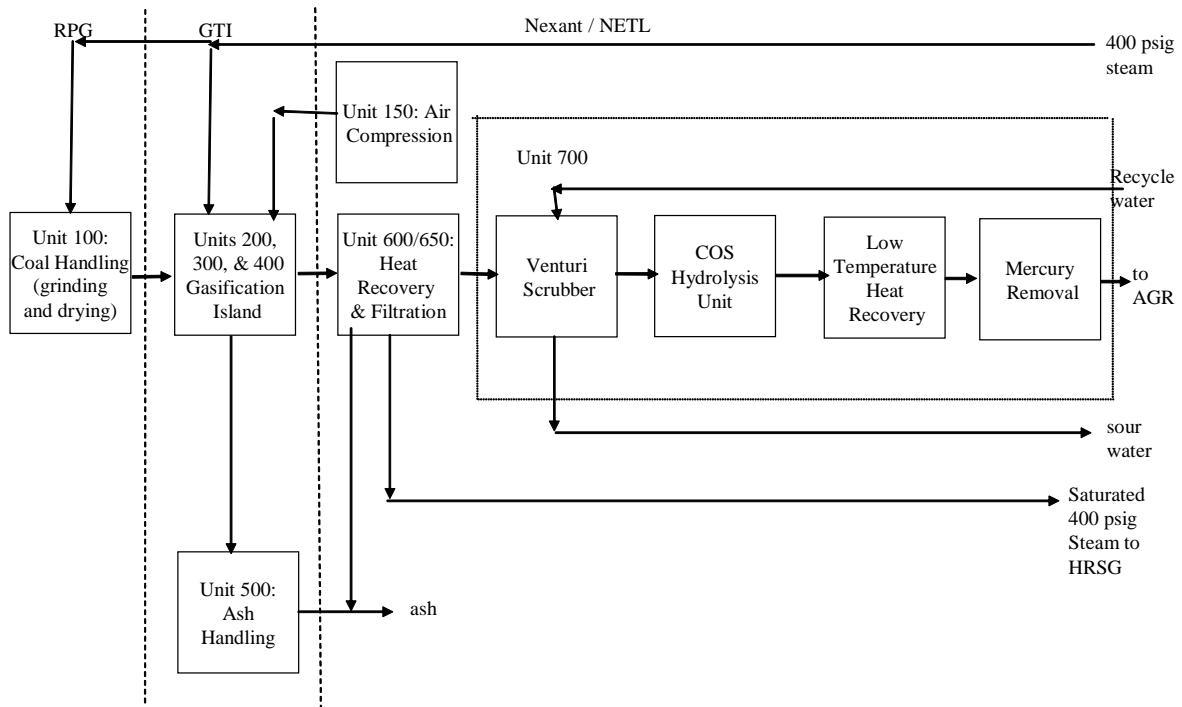 RPG
GTI
Nexant / NETL
400 psig
steam
Unit 150: Air
Compression
Unit 700
Recycle
water
Unit 100:
Coal Handling
(grinding
and drying)
Units 200,
300, & 400
Gasification
Island
Unit 600/650:
Heat
Recovery
& Filtration
Venturi
Scrubber
COS
Hydrolysis
Unit
Low
Temperature
Heat
Recovery
Mercury
Removal
to
AGR
sour
water
Saturated
400 psig
Steam to
HRSG
Unit 500:
Ash
Handling
ash